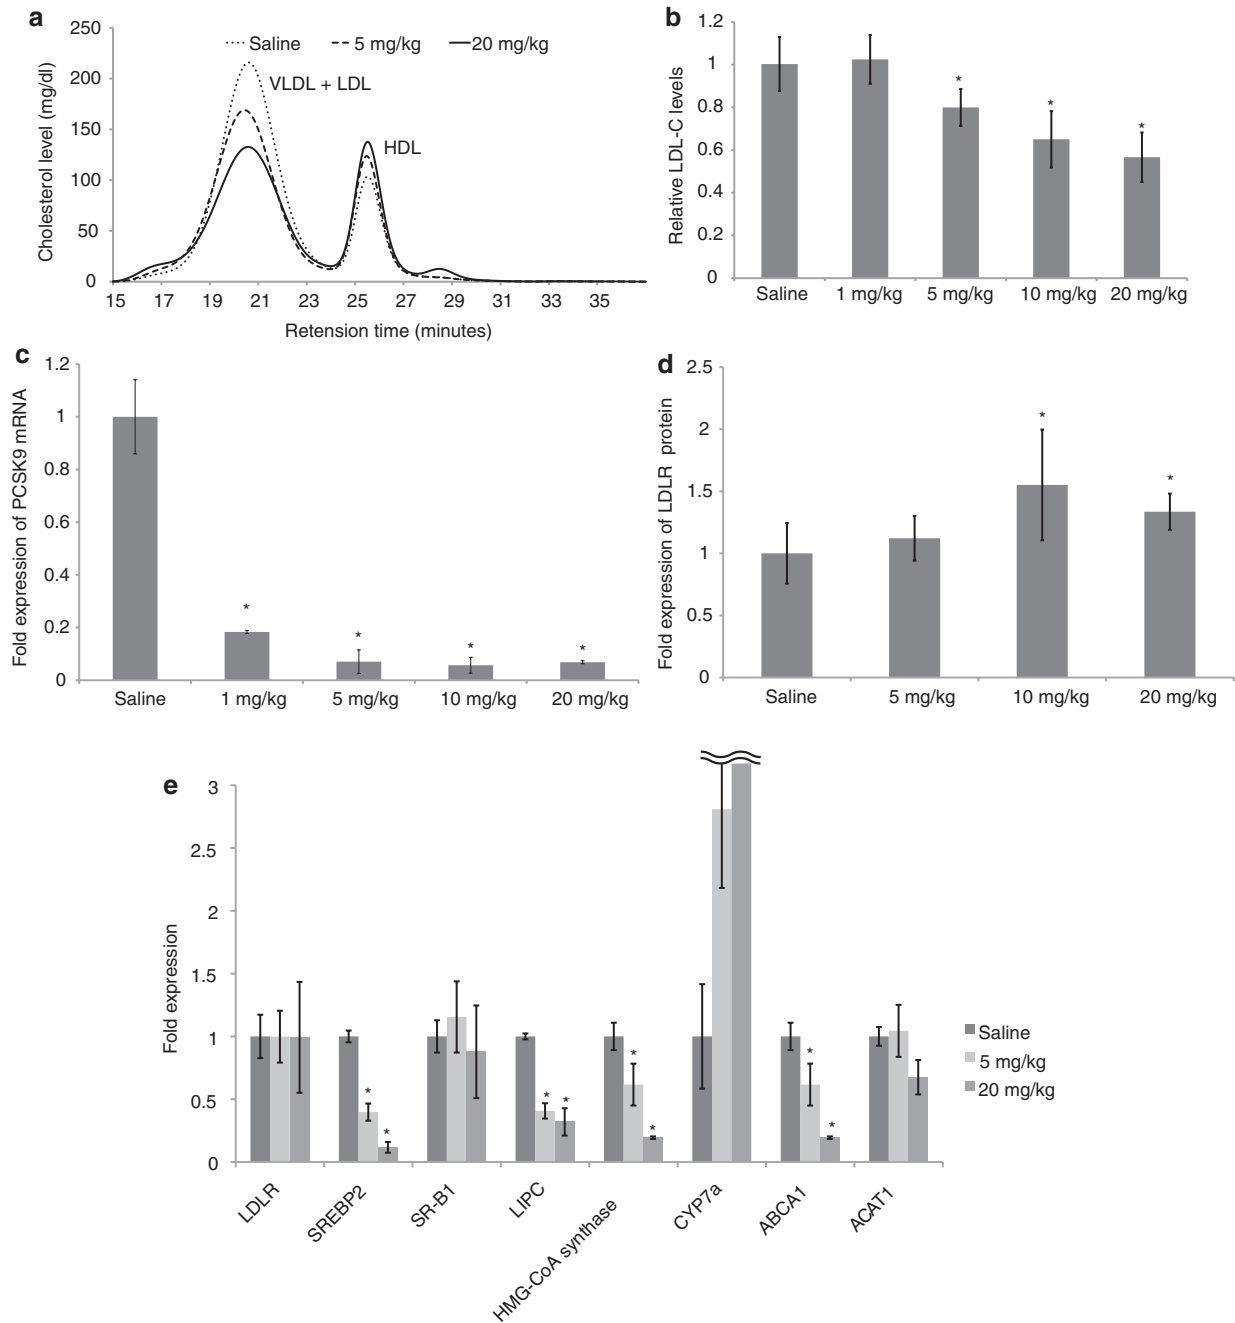 a
250
200
150
100
50
0
Cholesterol level (mg/dl)
Saline 5 mg/kg 20 mg/kg
VLDL + LDL
HDL
15 17 19 21 23 25 27 29 31 33 35
Retension time (minutes)
b
1.2
1
0.8
0.6
0.4
0.2
0
Relative LDL-C levels
* * *
Saline 1 mg/kg 5 mg/kg 10 mg/kg 20 mg/kg
c
1.2
1
0.8
0.6
0.4
0.2
0
Fold expression of PCSK9 mRNA
* * * *
Saline 1 mg/kg 5 mg/kg 10 mg/kg 20 mg/kg
d
2.5
2
1.5
1
0.5
0
Fold expression of LDLR protein
* *
Saline 5 mg/kg 10 mg/kg 20 mg/kg
e
3
2.5
2
1.5
1
0.5
0
Fold expression
* * * * * * * *
LDLR
SREBP2
SR-B1
LIPC
HMG-CoA synthase
CYP7a
ABCA1
ACAT1
Saline
5 mg/kg
20 mg/kg